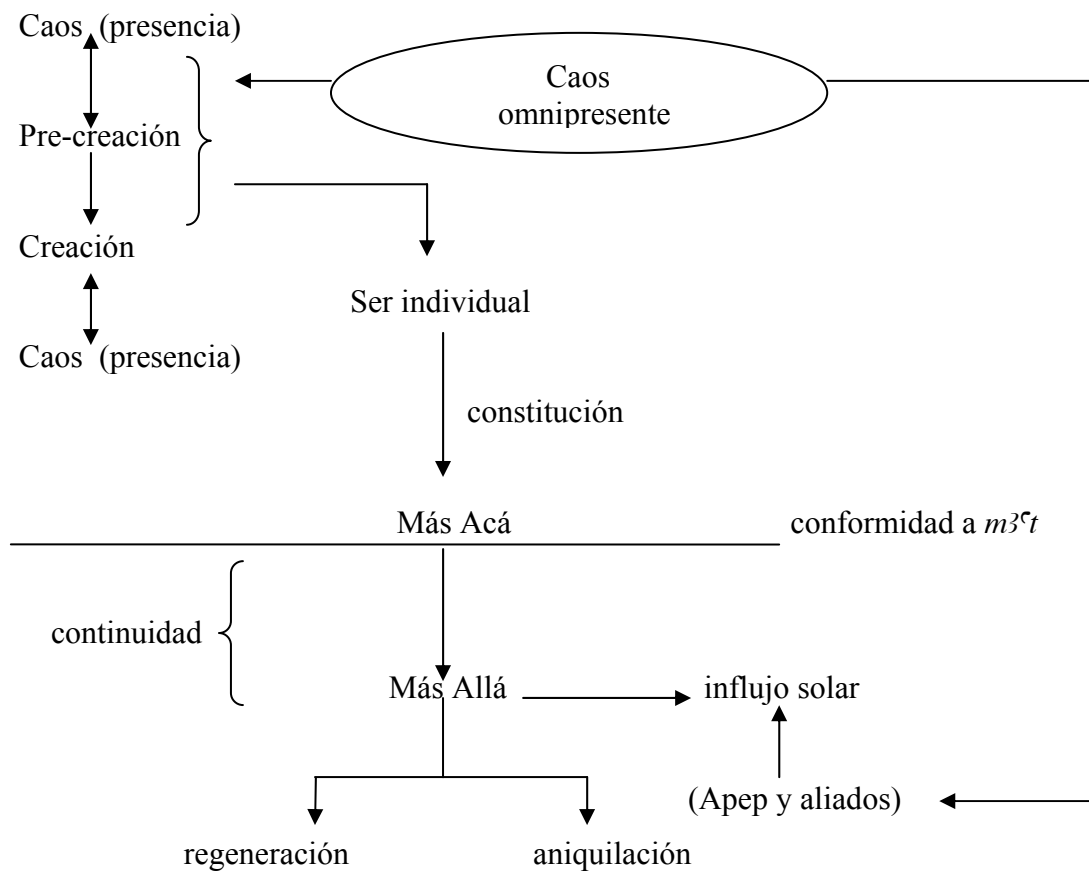 Caos (presencia)
Caos
omnipresente
Pre-creación
Creación
Ser individual
Caos (presencia)
constitución
Más Acá
conformidad a mȝꜥt
continuidad
Más Allá
influjo solar
(Apep y aliados)
regeneración
aniquilación